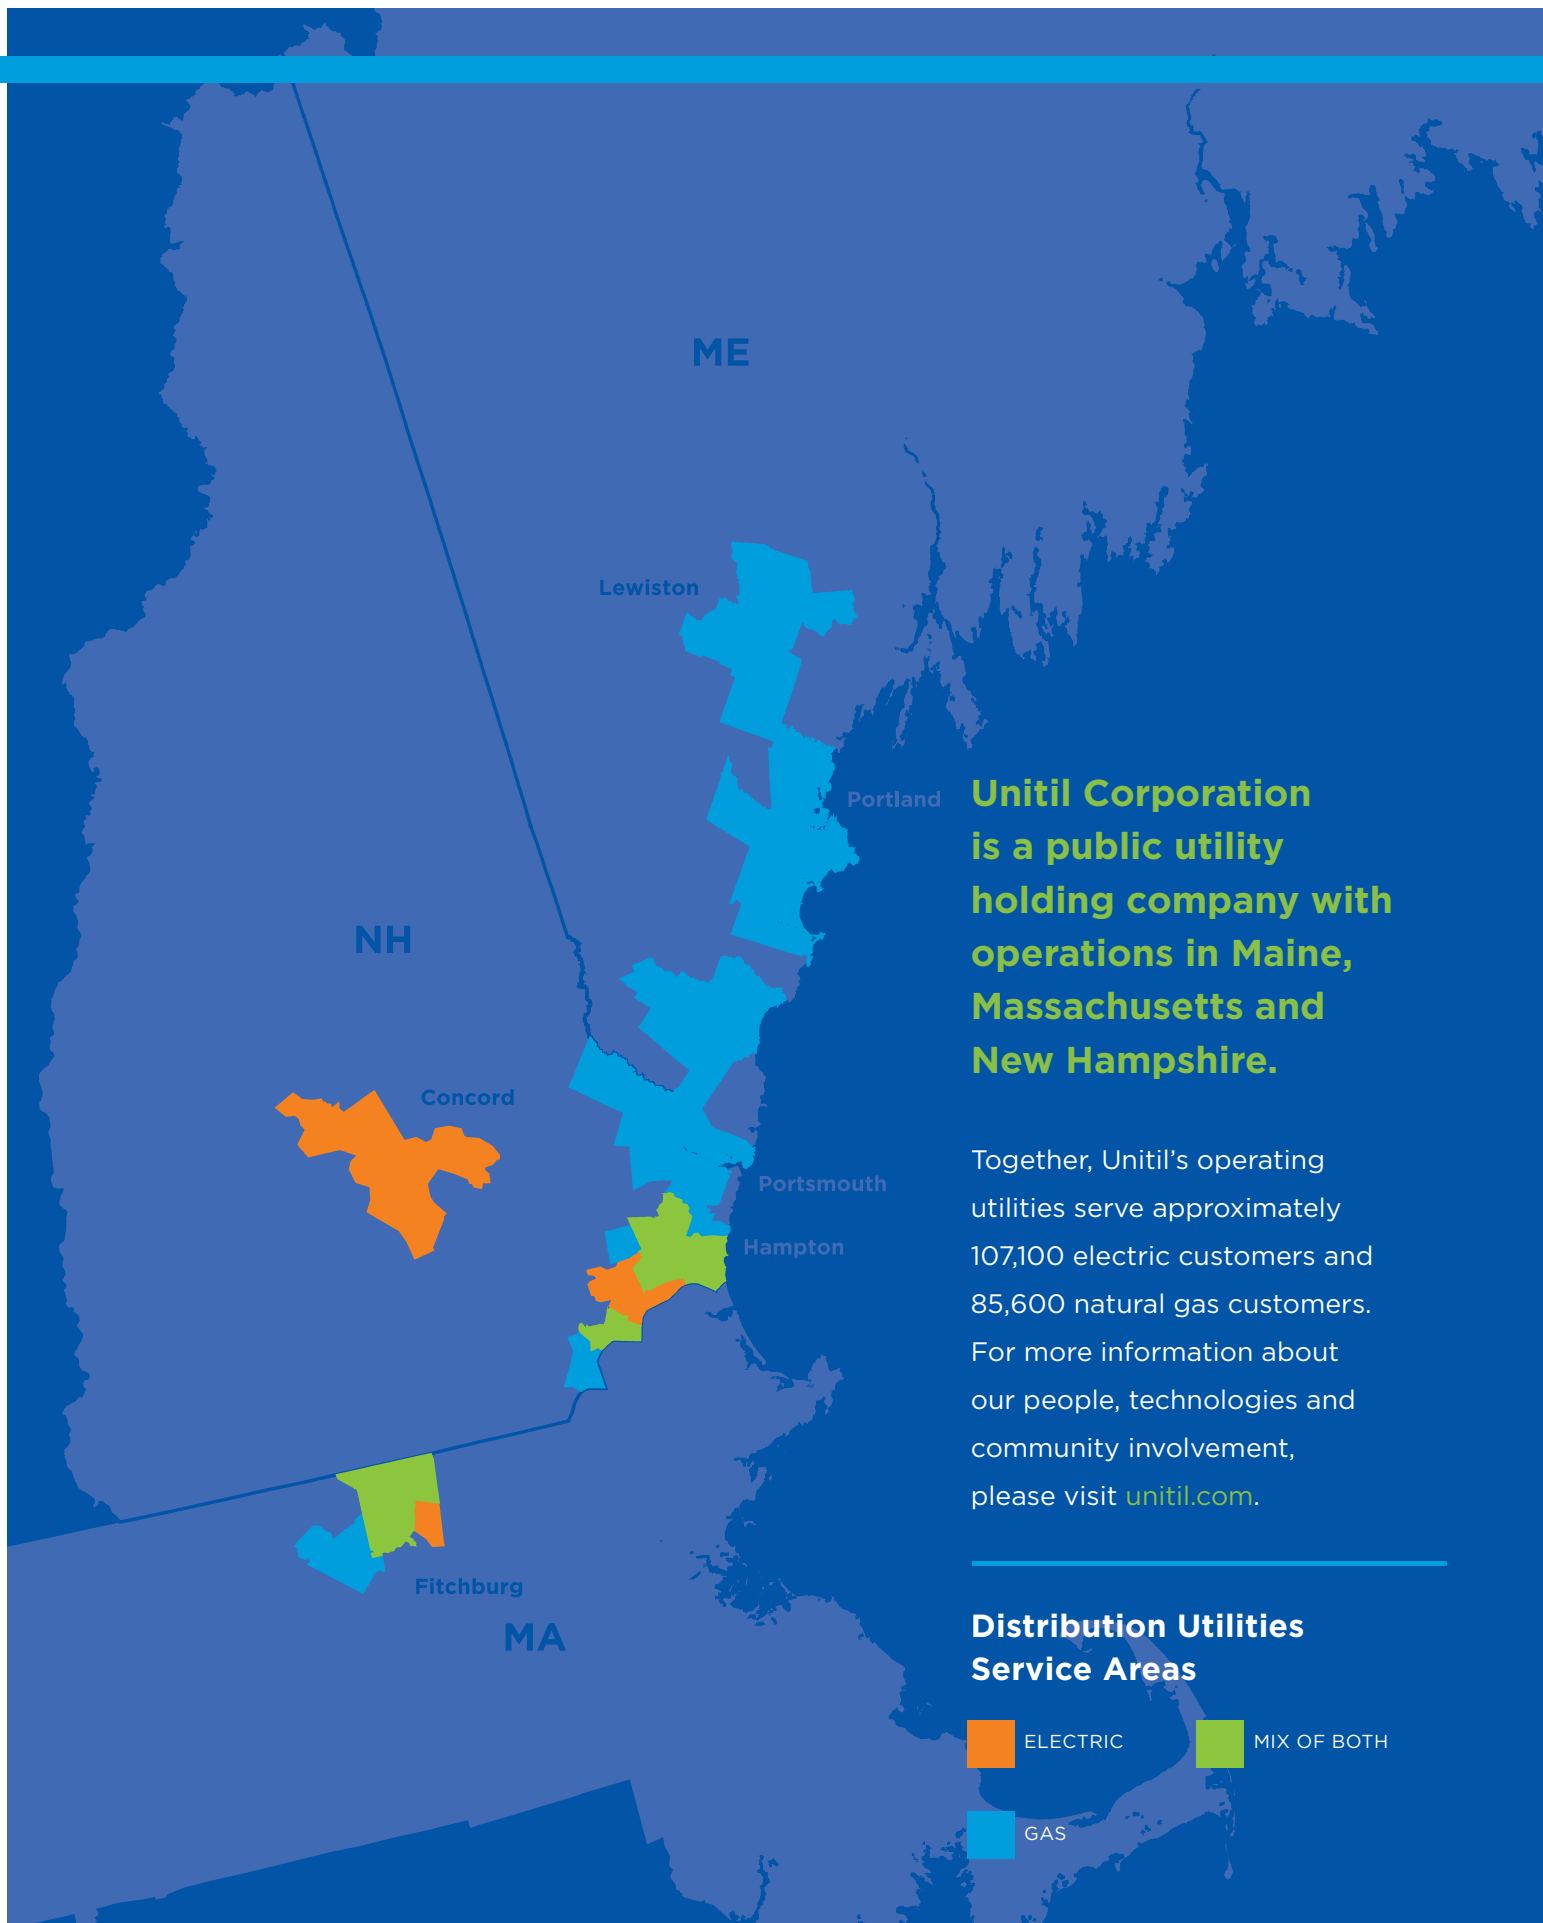 ME
Lewiston
Portland
NH
Concord
Portsmouth
Hampton
Fitchburg
MA
Unitil Corporation
is a public utility
holding company with
operations in Maine,
Massachusetts and
New Hampshire.
Together, Unitil’s operating
utilities serve approximately
107,100 electric customers and
85,600 natural gas customers.
For more information about
our people, technologies and
community involvement,
please visit unitil.com.
Distribution Utilities
Service Areas
ELECTRIC
MIX OF BOTH
GAS